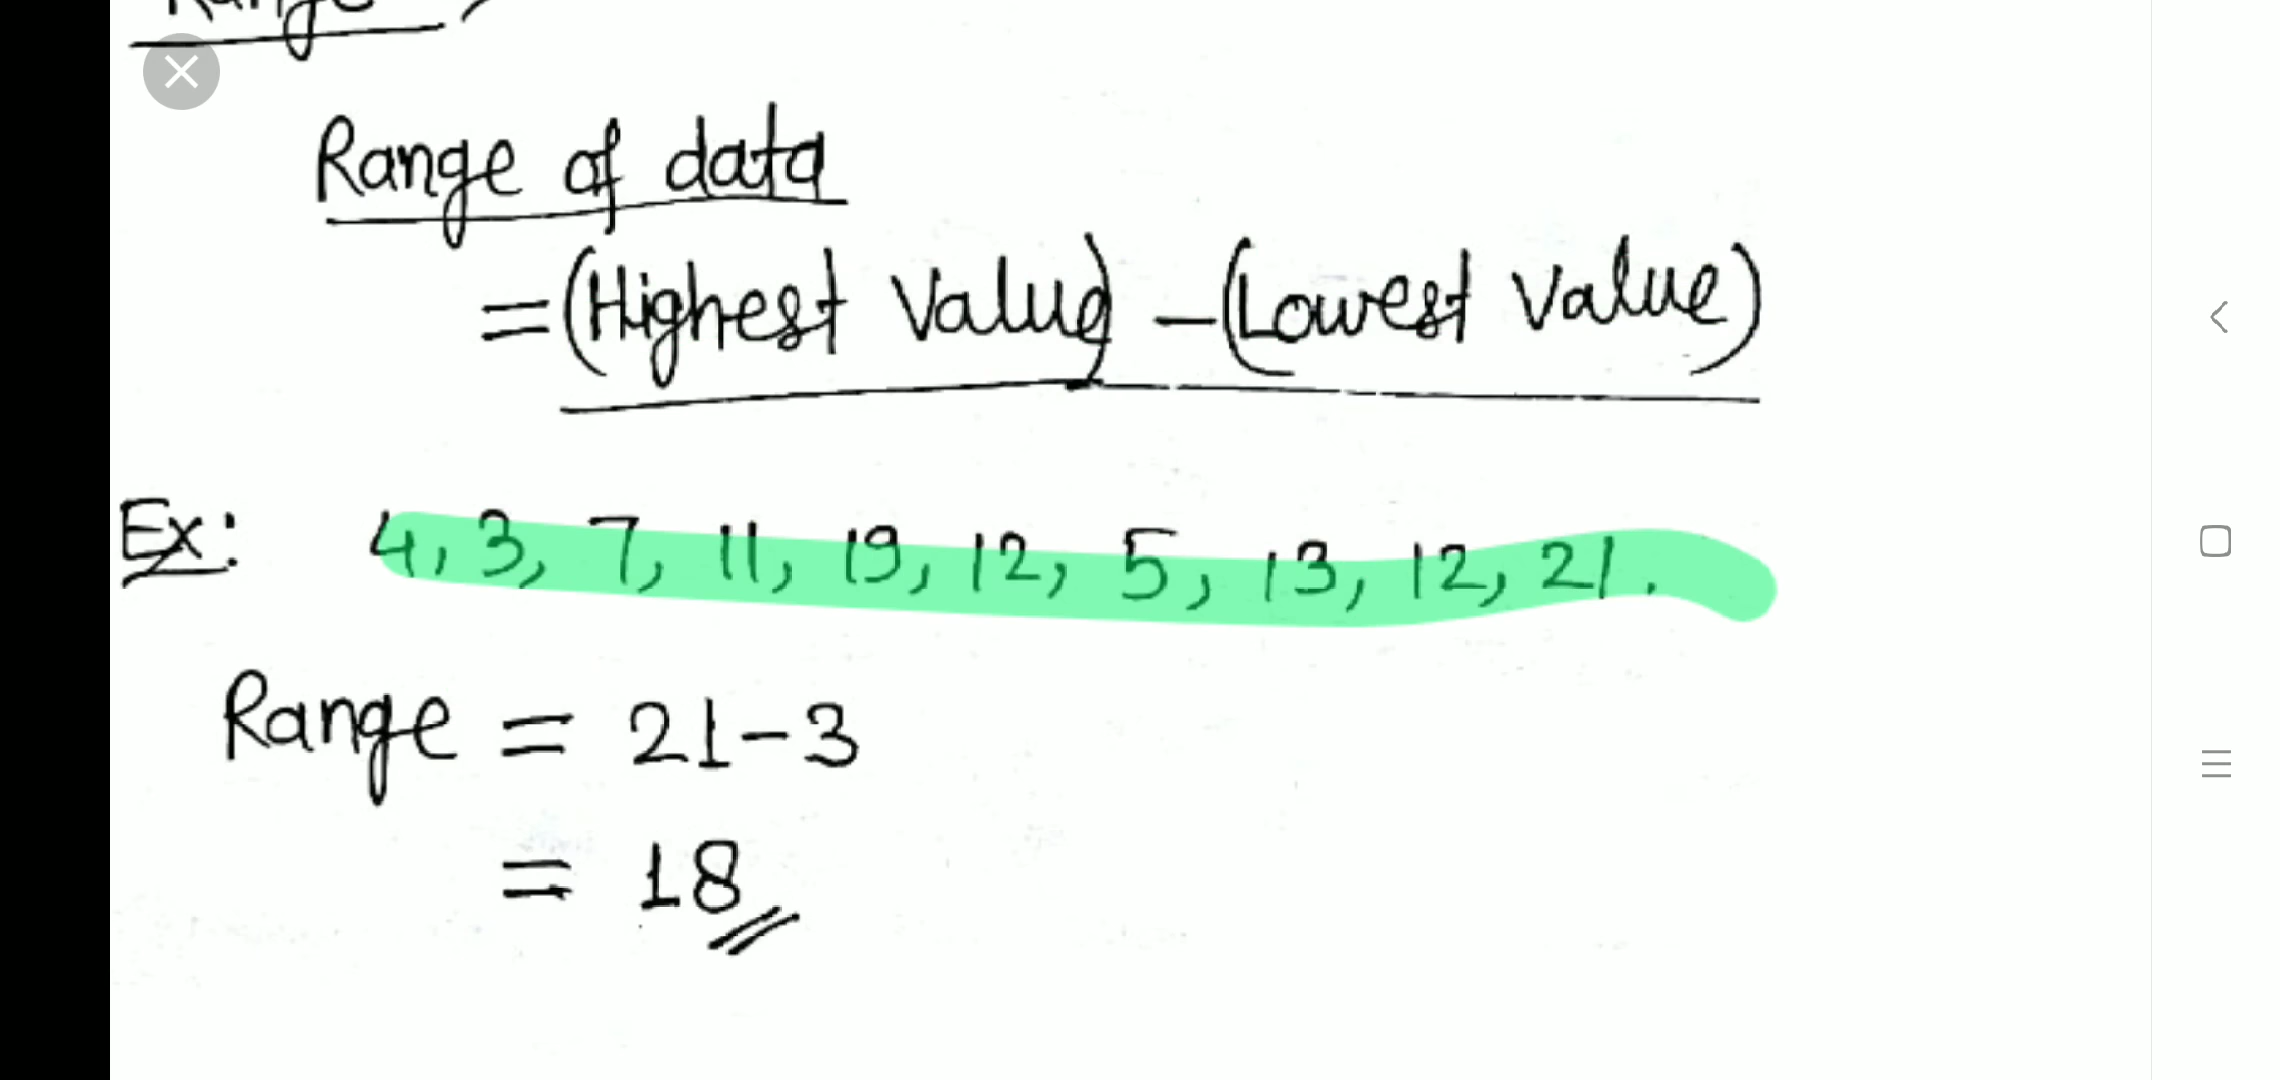 Range
Range of data
= (Highest Value) - (Lowest Value)
Ex: 4, 3, 7, 11, 19, 12, 5, 13, 12, 21.
Range = 21-3
= 18